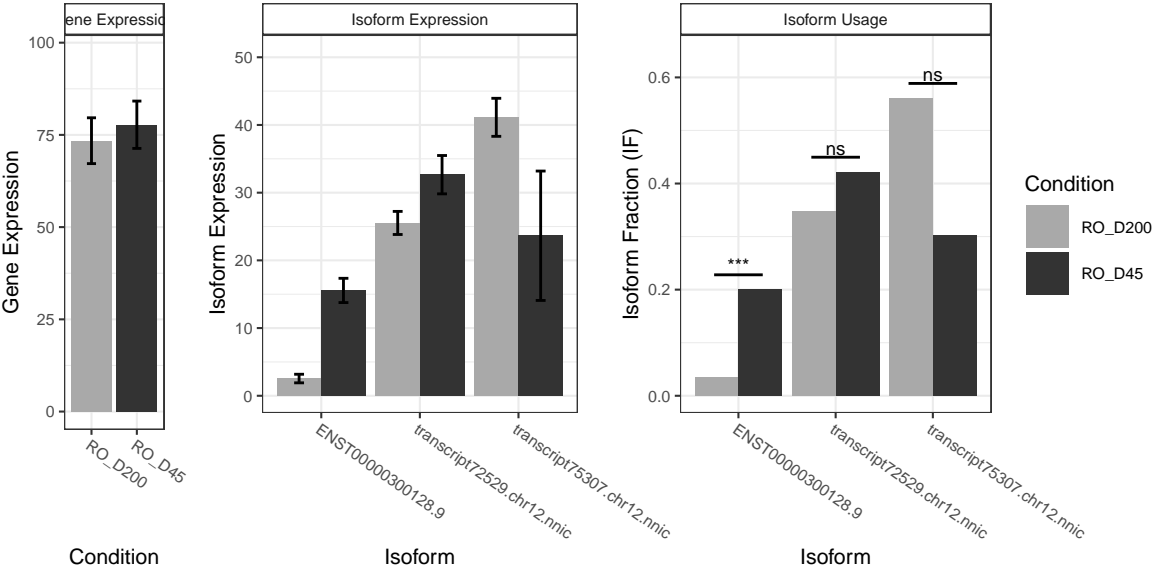 ene Expressio
Gene Expression
100
75
50
25
0
RO_D200
RO_D45
Condition
Isoform Expression
Isoform Expression
50
40
30
20
10
0
ENST00000300128.9
transcript72529.chr12.nnic
transcript75307.chr12.nnic
Isoform
Isoform Usage
Isoform Fraction (IF)
0.6
0.4
0.2
0.0
***
ns
ns
ENST00000300128.9
transcript72529.chr12.nnic
transcript75307.chr12.nnic
Isoform
Condition
RO_D200
RO_D45